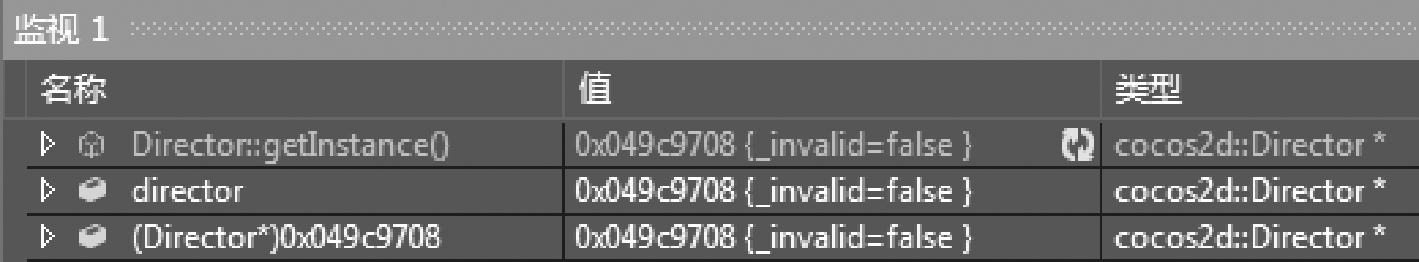 监视 1
名称 值 类型
Director::getInstance() 0x049c9708 {_invalid=false } cocos2d::Director *
director 0x049c9708 {_invalid=false } cocos2d::Director *
(Director*)0x049c9708 0x049c9708 {_invalid=false } cocos2d::Director *